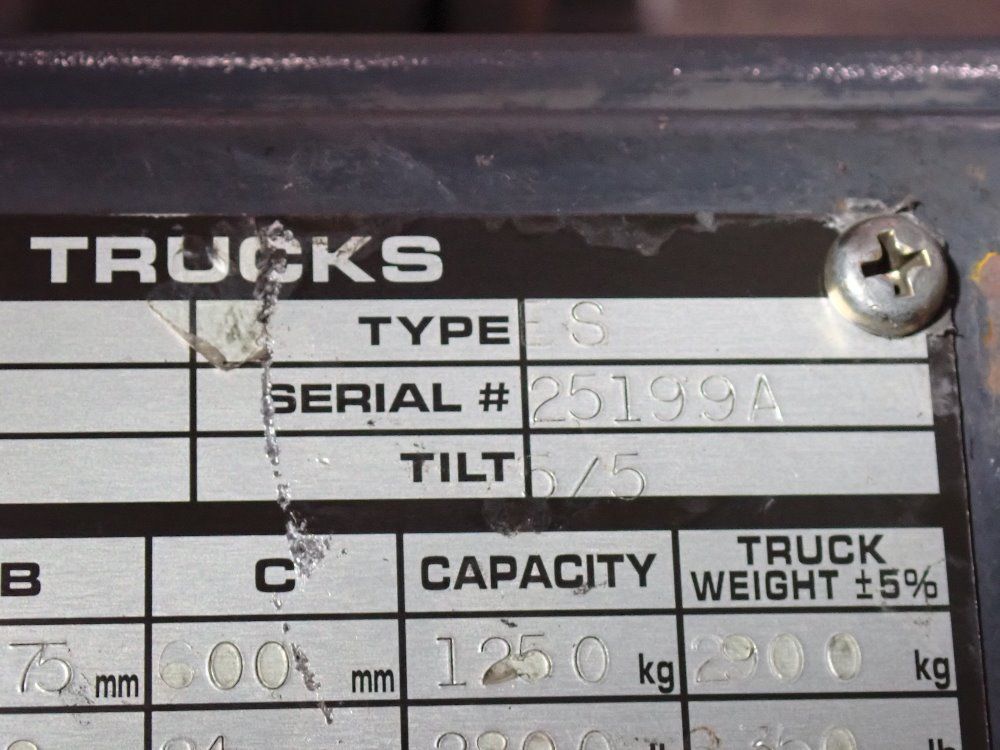 TRUCKS
TYPE ES
SERIAL # 25199A
TILT 5/5
B C CAPACITY TRUCK WEIGHT ±5%
75 mm 600 mm 1250 kg 2900 kg
24